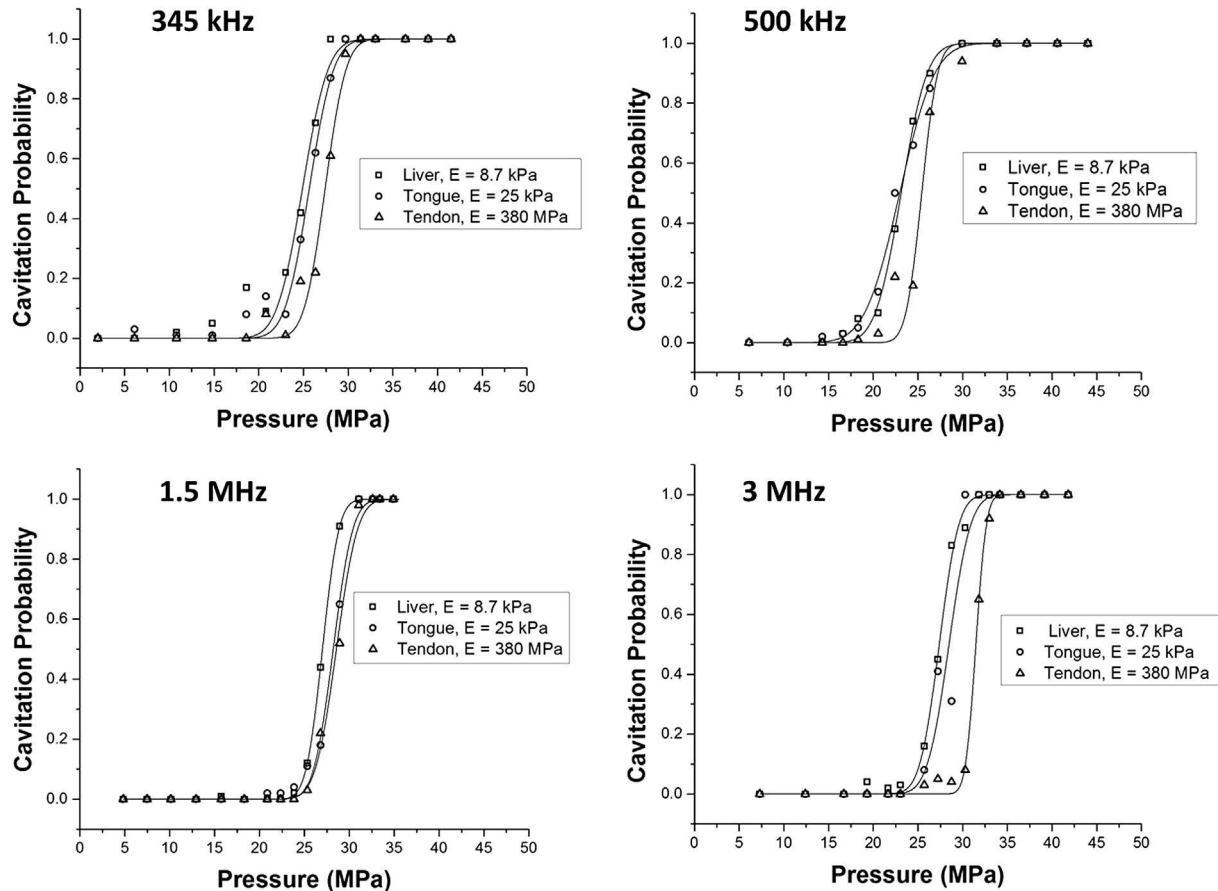 345 kHz
Cavitation Probability
1.0
0.8
0.6
0.4
0.2
0.0
Liver, E = 8.7 kPa
Tongue, E = 25 kPa
Tendon, E = 380 MPa
0 5 10 15 20 25 30 35 40 45 50
Pressure (MPa)
500 kHz
Cavitation Probability
1.0
0.8
0.6
0.4
0.2
0.0
Liver, E = 8.7 kPa
Tongue, E = 25 kPa
Tendon, E = 380 MPa
0 5 10 15 20 25 30 35 40 45 50
Pressure (MPa)
1.5 MHz
Cavitation Probability
1.0
0.8
0.6
0.4
0.2
0.0
Liver, E = 8.7 kPa
Tongue, E = 25 kPa
Tendon, E = 380 MPa
0 5 10 15 20 25 30 35 40 45 50
Pressure (MPa)
3 MHz
Cavitation Probability
1.0
0.8
0.6
0.4
0.2
0.0
Liver, E = 8.7 kPa
Tongue, E = 25 kPa
Tendon, E = 380 MPa
0 5 10 15 20 25 30 35 40 45 50
Pressure (MPa)